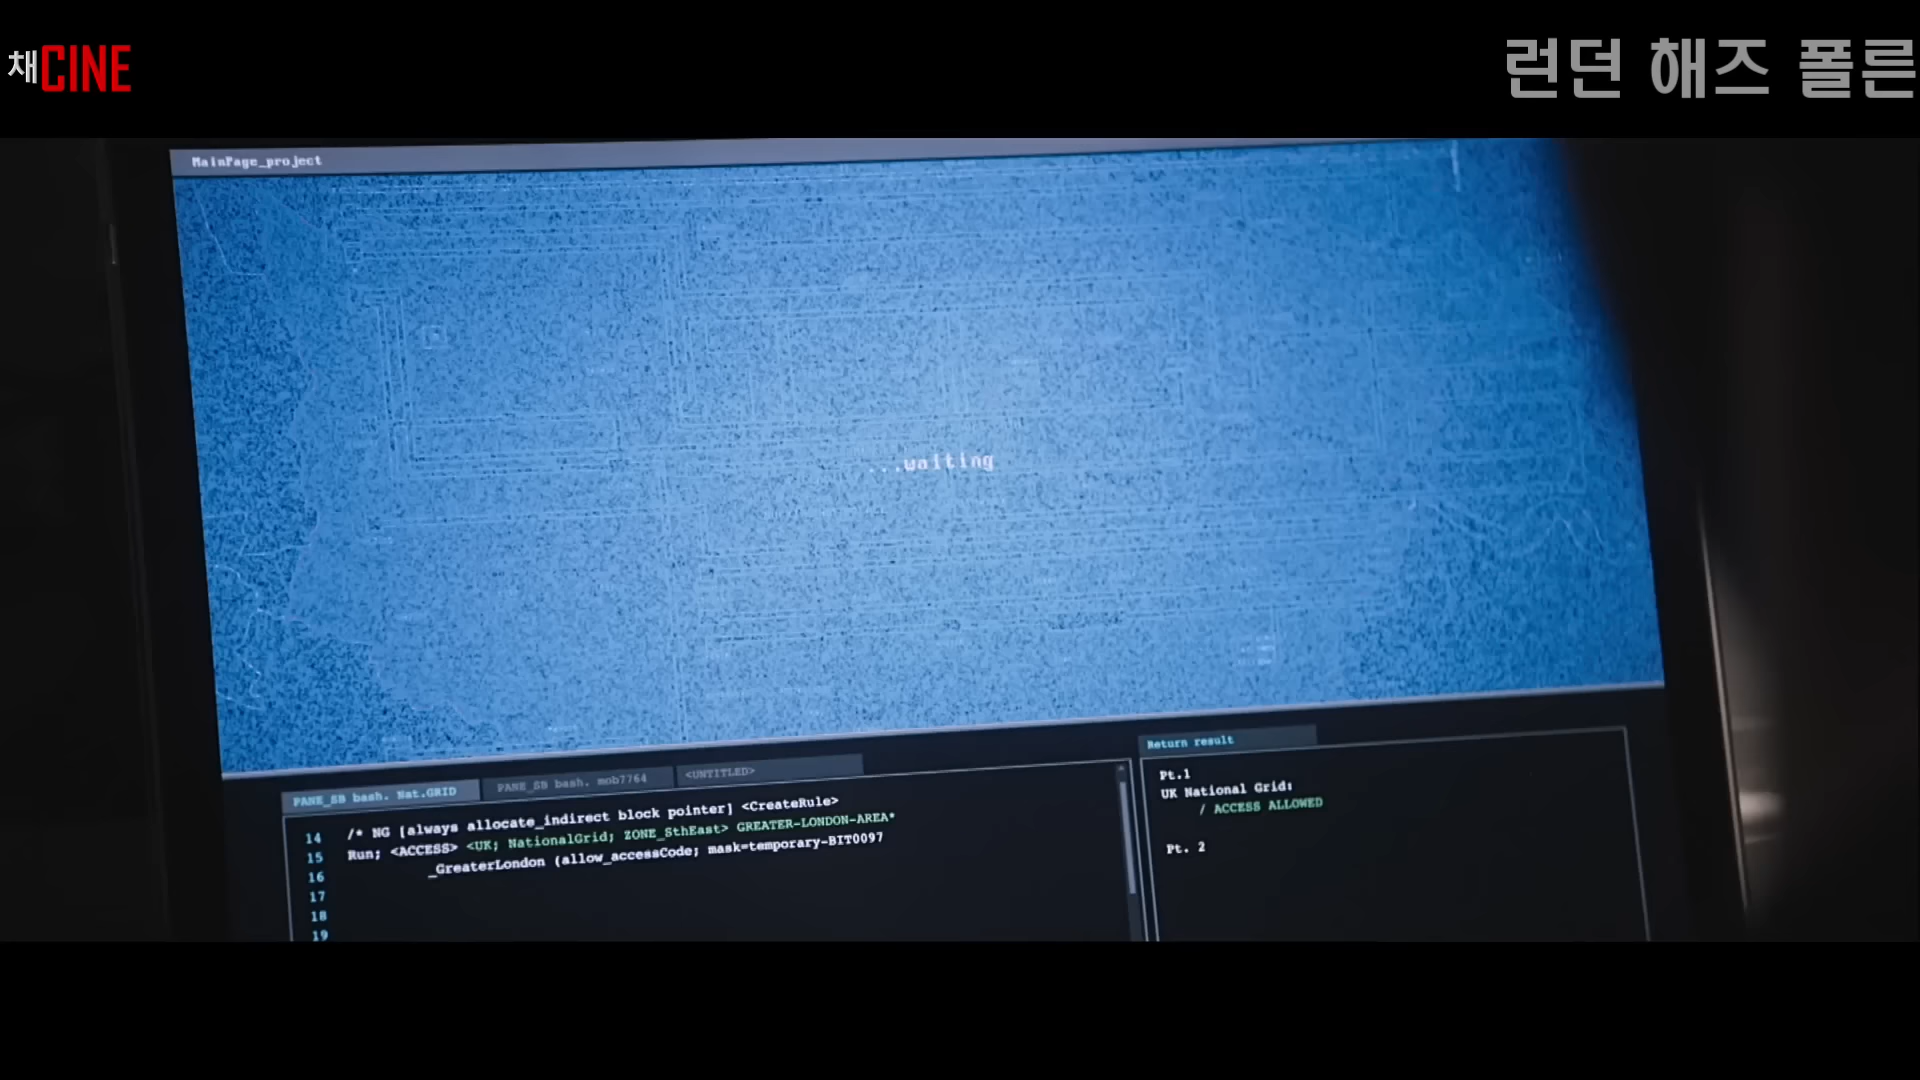 채CINE
런던 해즈 폴른
MainPage_project
...waiting
PANE_SB bash. Nat.GRID
PANE_SB bash. mob7764
<UNTITLED>
14 /* NG [always allocate_indirect block pointer] <CreateRule>
15 Run; <ACCESS> <UK; NationalGrid; ZONE_SthEast> GREATER-LONDON-AREA*
16 _GreaterLondon (allow_accessCode; mask=temporary-BIT0097
17
18
19
Return result
Pt.1
UK National Grid:
/ ACCESS ALLOWED
Pt. 2